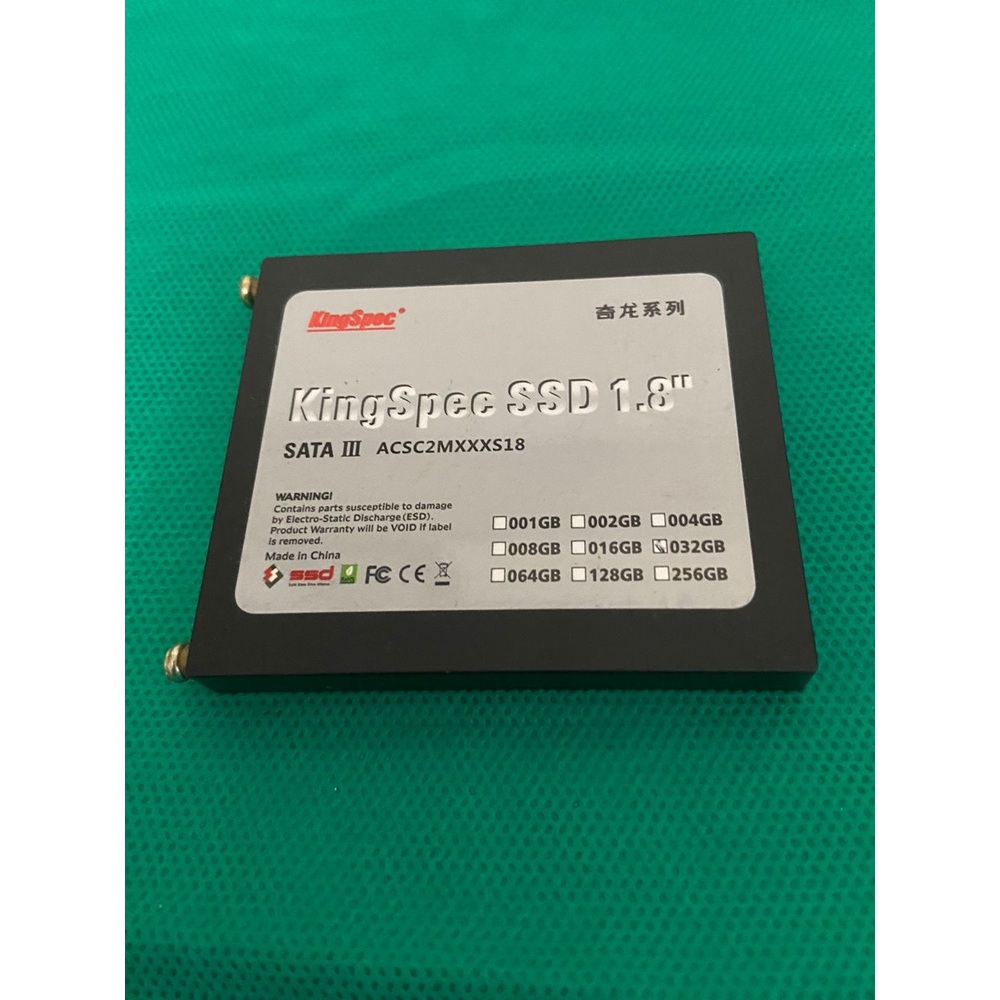 KingSpec®
奇龙系列
KingSpec SSD 1.8"
SATA III ACSC2MXXXS18
WARNING!
Contains parts susceptible to damage
by Electro-Static Discharge (ESD).
Product Warranty will be VOID if label
is removed.
Made in China
ssd
FC CE
001GB 002GB 004GB
008GB 016GB 032GB
064GB 128GB 256GB